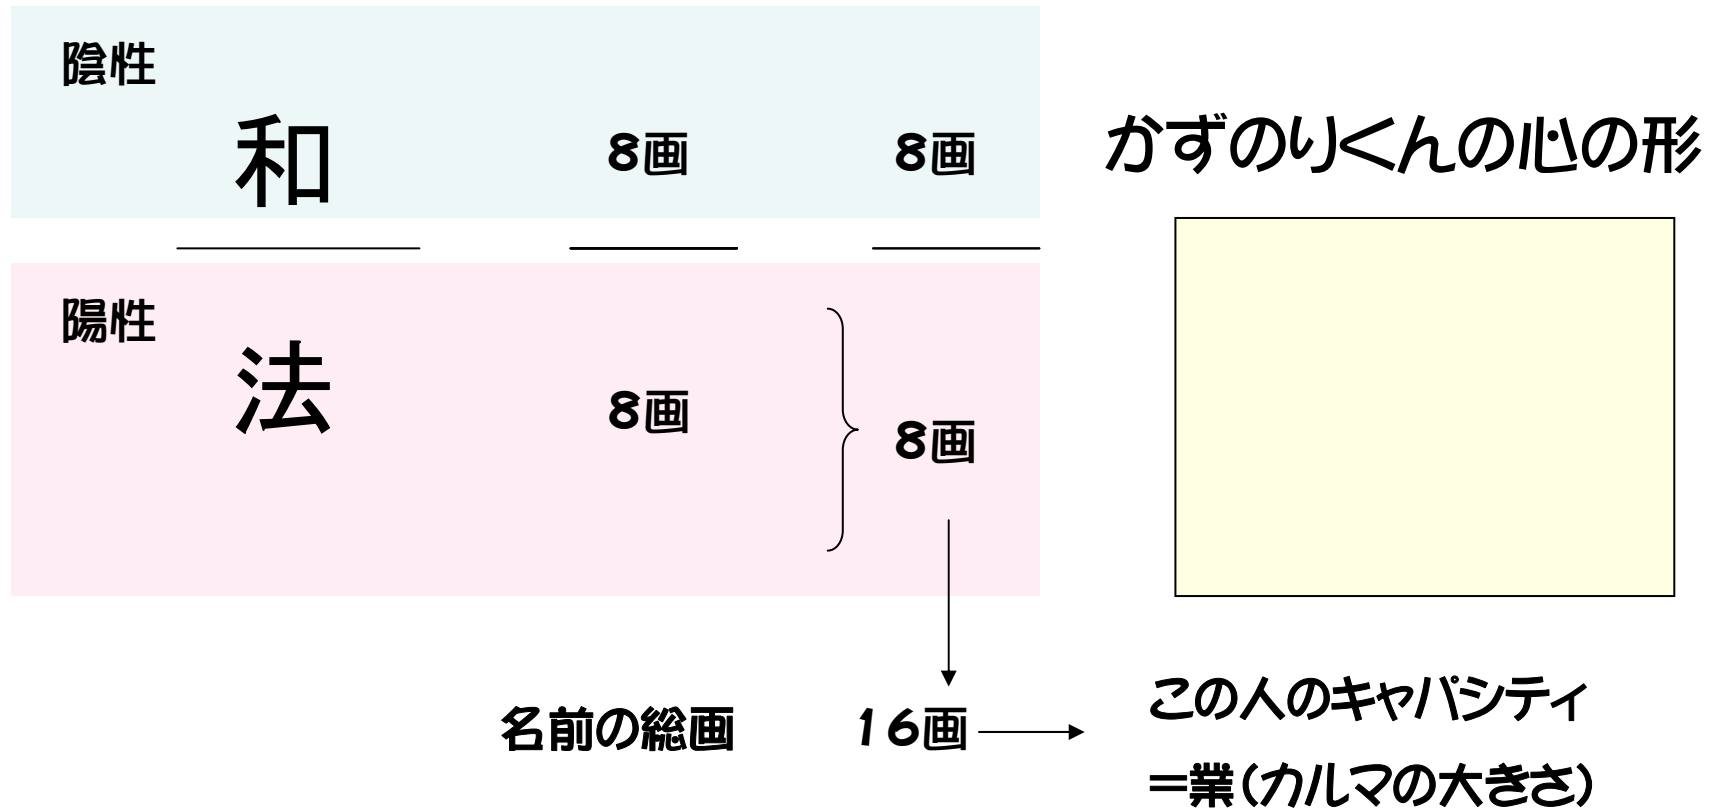 陰性
和 8画 8画
かずのりくんの心の形
陽性
法 8画
8画
名前の総画 16画
この人のキャパシティ
=業(カルマの大きさ)